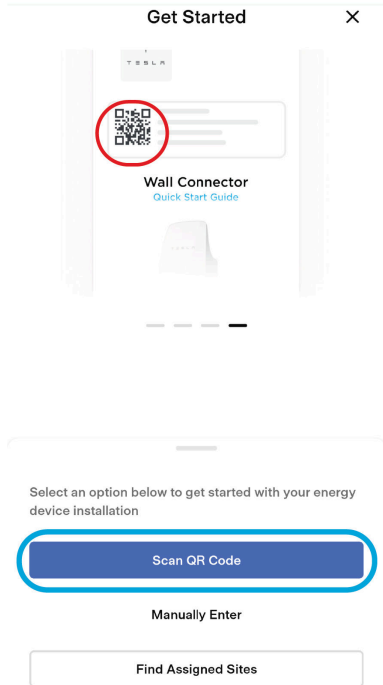 Get Started
TESLA
Wall Connector
Quick Start Guide
TESLA
Select an option below to get started with your energy
device installation
Scan QR Code
Manually Enter
Find Assigned Sites